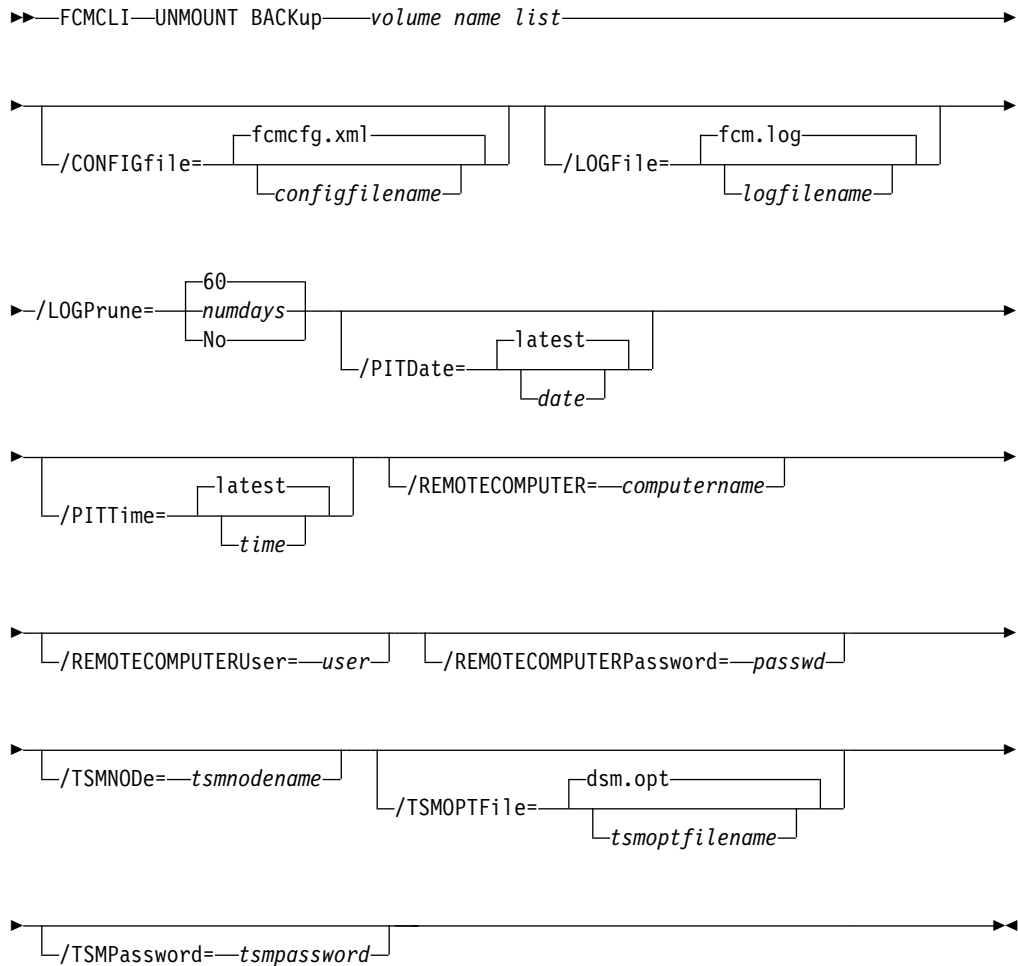 FCMCLI UNMOUNT BACKup volume name list
fcmcfg.xml fcm.log
/CONFIGfile= /LOGFile=
configfilename logfilename
60
/LOGPrune= numdays
No latest
/PITDate=
date
latest /REMOTECOMPUTER= computername
/PITTime=
time
/REMOTECOMPUTERUser= user /REMOTECOMPUTERPassword= passwd
/TSMNODe= tsmnodename dsm.opt
/TSMOPTFile=
tsmoptfilename
/TSMPassword= tsmpassword